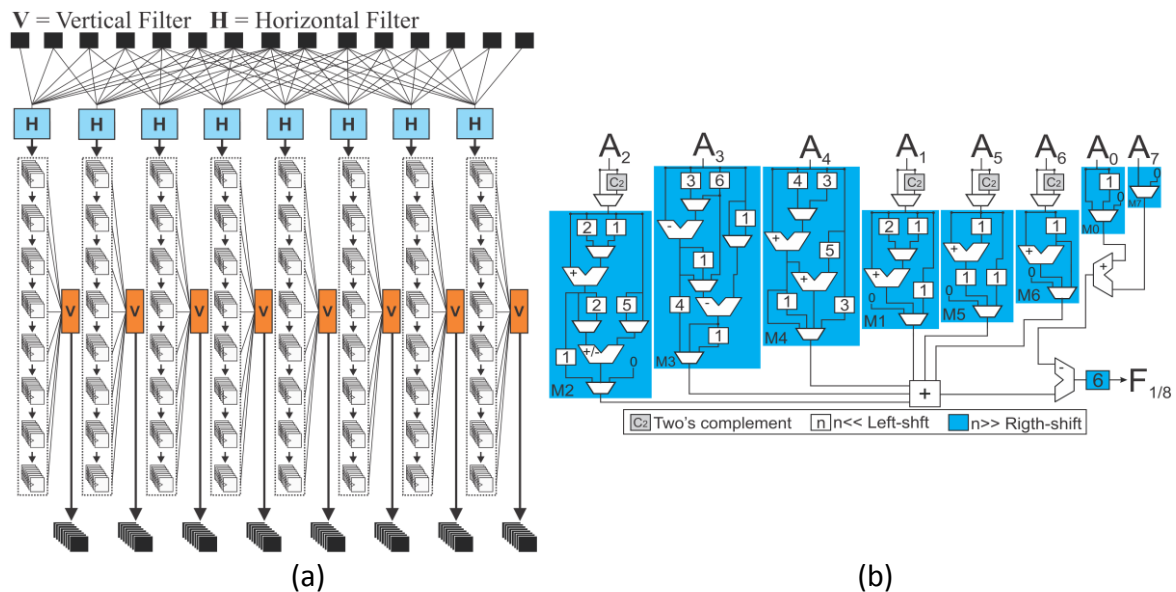 V = Vertical Filter H = Horizontal Filter
H H H H H H H H
V V V V V V V V
(a)
A2 A3 A4 A1 A5 A6 A0 A7
C2 C2 C2 C2
3 6 4 3 1 0
1 0
M7
M0
2 1 1 2 1 1 1
- + 5 + + + +
1 1 1 0
2 5 4 - + 1 3 0 1 0 M6
+/- 1 M1 M5
1 0 M3 M4 -
M2 + 6 F1/8
C2 Two's complement n n<< Left-shft n>> Rigth-shift
(b)